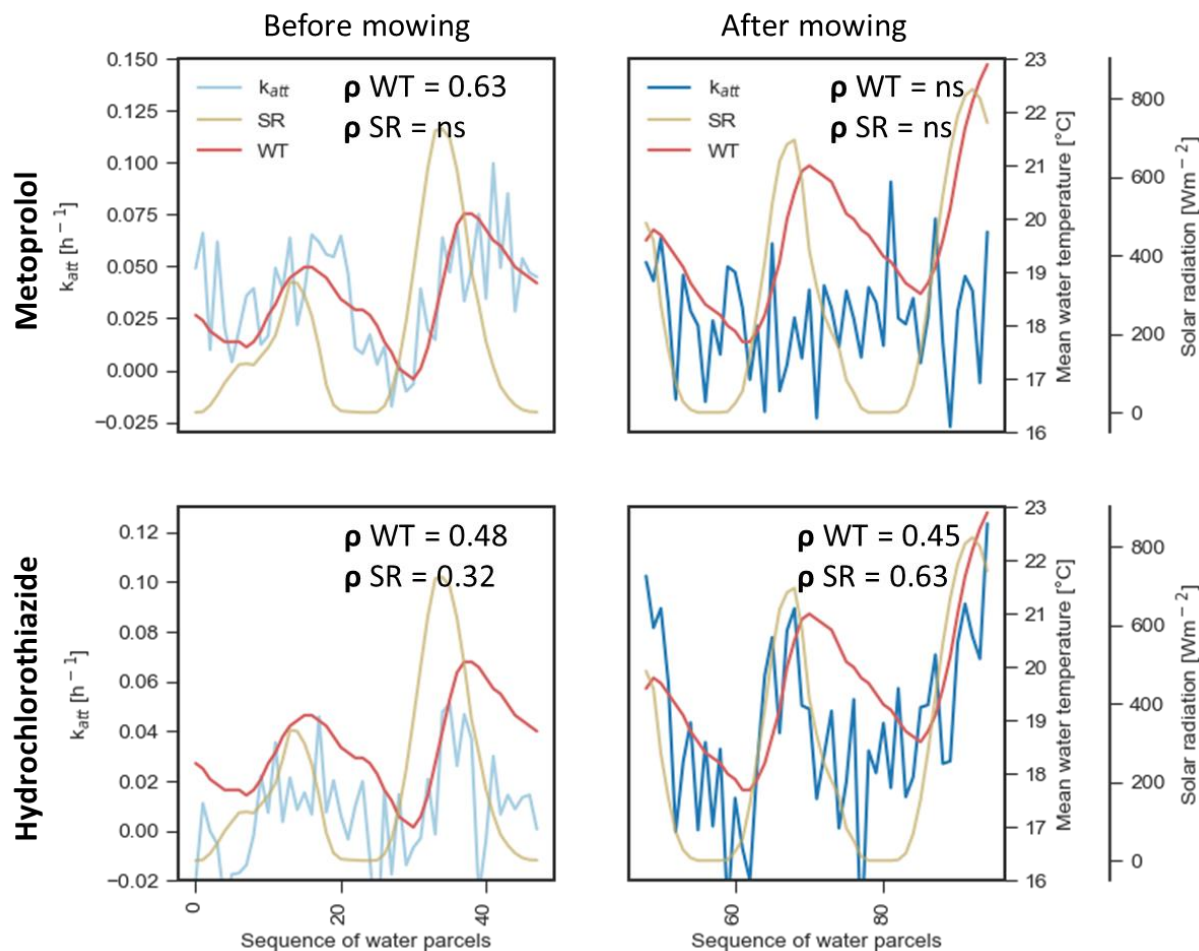 Before mowing
After mowing
Metoprolol
0.150
0.125
0.100
0.075
0.050
0.025
0.000
−0.025
k_att [h⁻¹]
k_att
SR
WT
ρ WT = 0.63
ρ SR = ns
k_att
SR
WT
ρ WT = ns
ρ SR = ns
23
22
21
20
19
18
17
16
Mean water temperature [°C]
800
600
400
200
0
Solar radiation [Wm⁻²]
Hydrochlorothiazide
0.12
0.10
0.08
0.06
0.04
0.02
0.00
−0.02
k_att [h⁻¹]
ρ WT = 0.48
ρ SR = 0.32
ρ WT = 0.45
ρ SR = 0.63
23
22
21
20
19
18
17
16
Mean water temperature [°C]
800
600
400
200
0
Solar radiation [Wm⁻²]
0 20 40
Sequence of water parcels
60 80
Sequence of water parcels